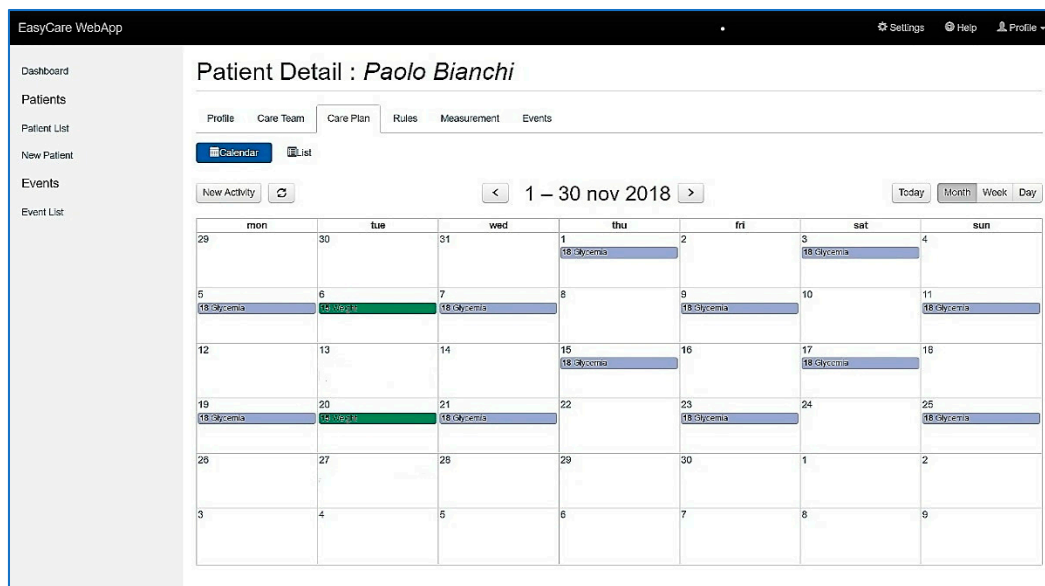 EasyCare WebApp
Settings Help Profile
Dashboard
Patients
Patient List
New Patient
Events
Event List
Patient Detail : Paolo Bianchi
Profile Care Team Care Plan Rules Measurement Events
Calendar List
New Activity
< 1 – 30 nov 2018 >
Today Month Week Day
mon tue wed thu fri sat sun
29 30 31 1 2 3 4
18 Glycemia 18 Glycemia
5 6 7 8 9 10 11
18 Glycemia Weight 18 Glycemia 18 Glycemia 18 Glycemia
12 13 14 15 16 17 18
18 Glycemia 18 Glycemia
19 20 21 22 23 24 25
18 Glycemia Weight 18 Glycemia 18 Glycemia 18 Glycemia
26 27 28 29 30 1 2
3 4 5 6 7 8 9